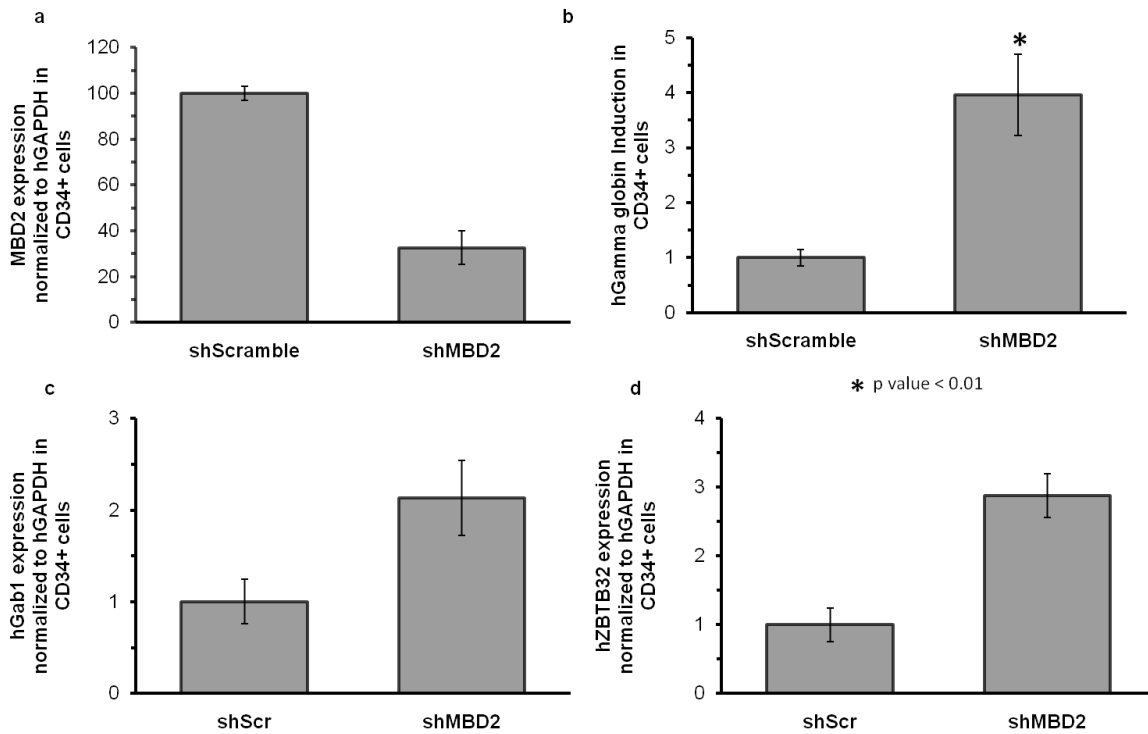 a
MBD2 expression
normalized to hGAPDH in
CD34+ cells
120
100
80
60
40
20
0
shScramble
shMBD2
b
hGamma globin Induction in
CD34+ cells
5
4
3
2
1
0
*
shScramble
shMBD2
* p value < 0.01
c
hGab1 expression
normalized to hGAPDH in
CD34+ cells
3
2
1
0
shScr
shMBD2
d
hZBTB32 expression
normalized to hGAPDH in
CD34+ cells
4
3
2
1
0
shScr
shMBD2